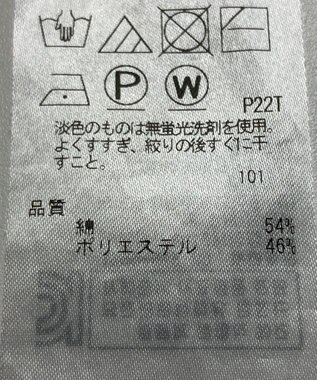 P
W
P22T
淡色のものは無蛍光洗剤を使用。
よくすすぎ、絞りの後すぐに干
すこと。
101
品質
綿 54%
ポリエステル 46%